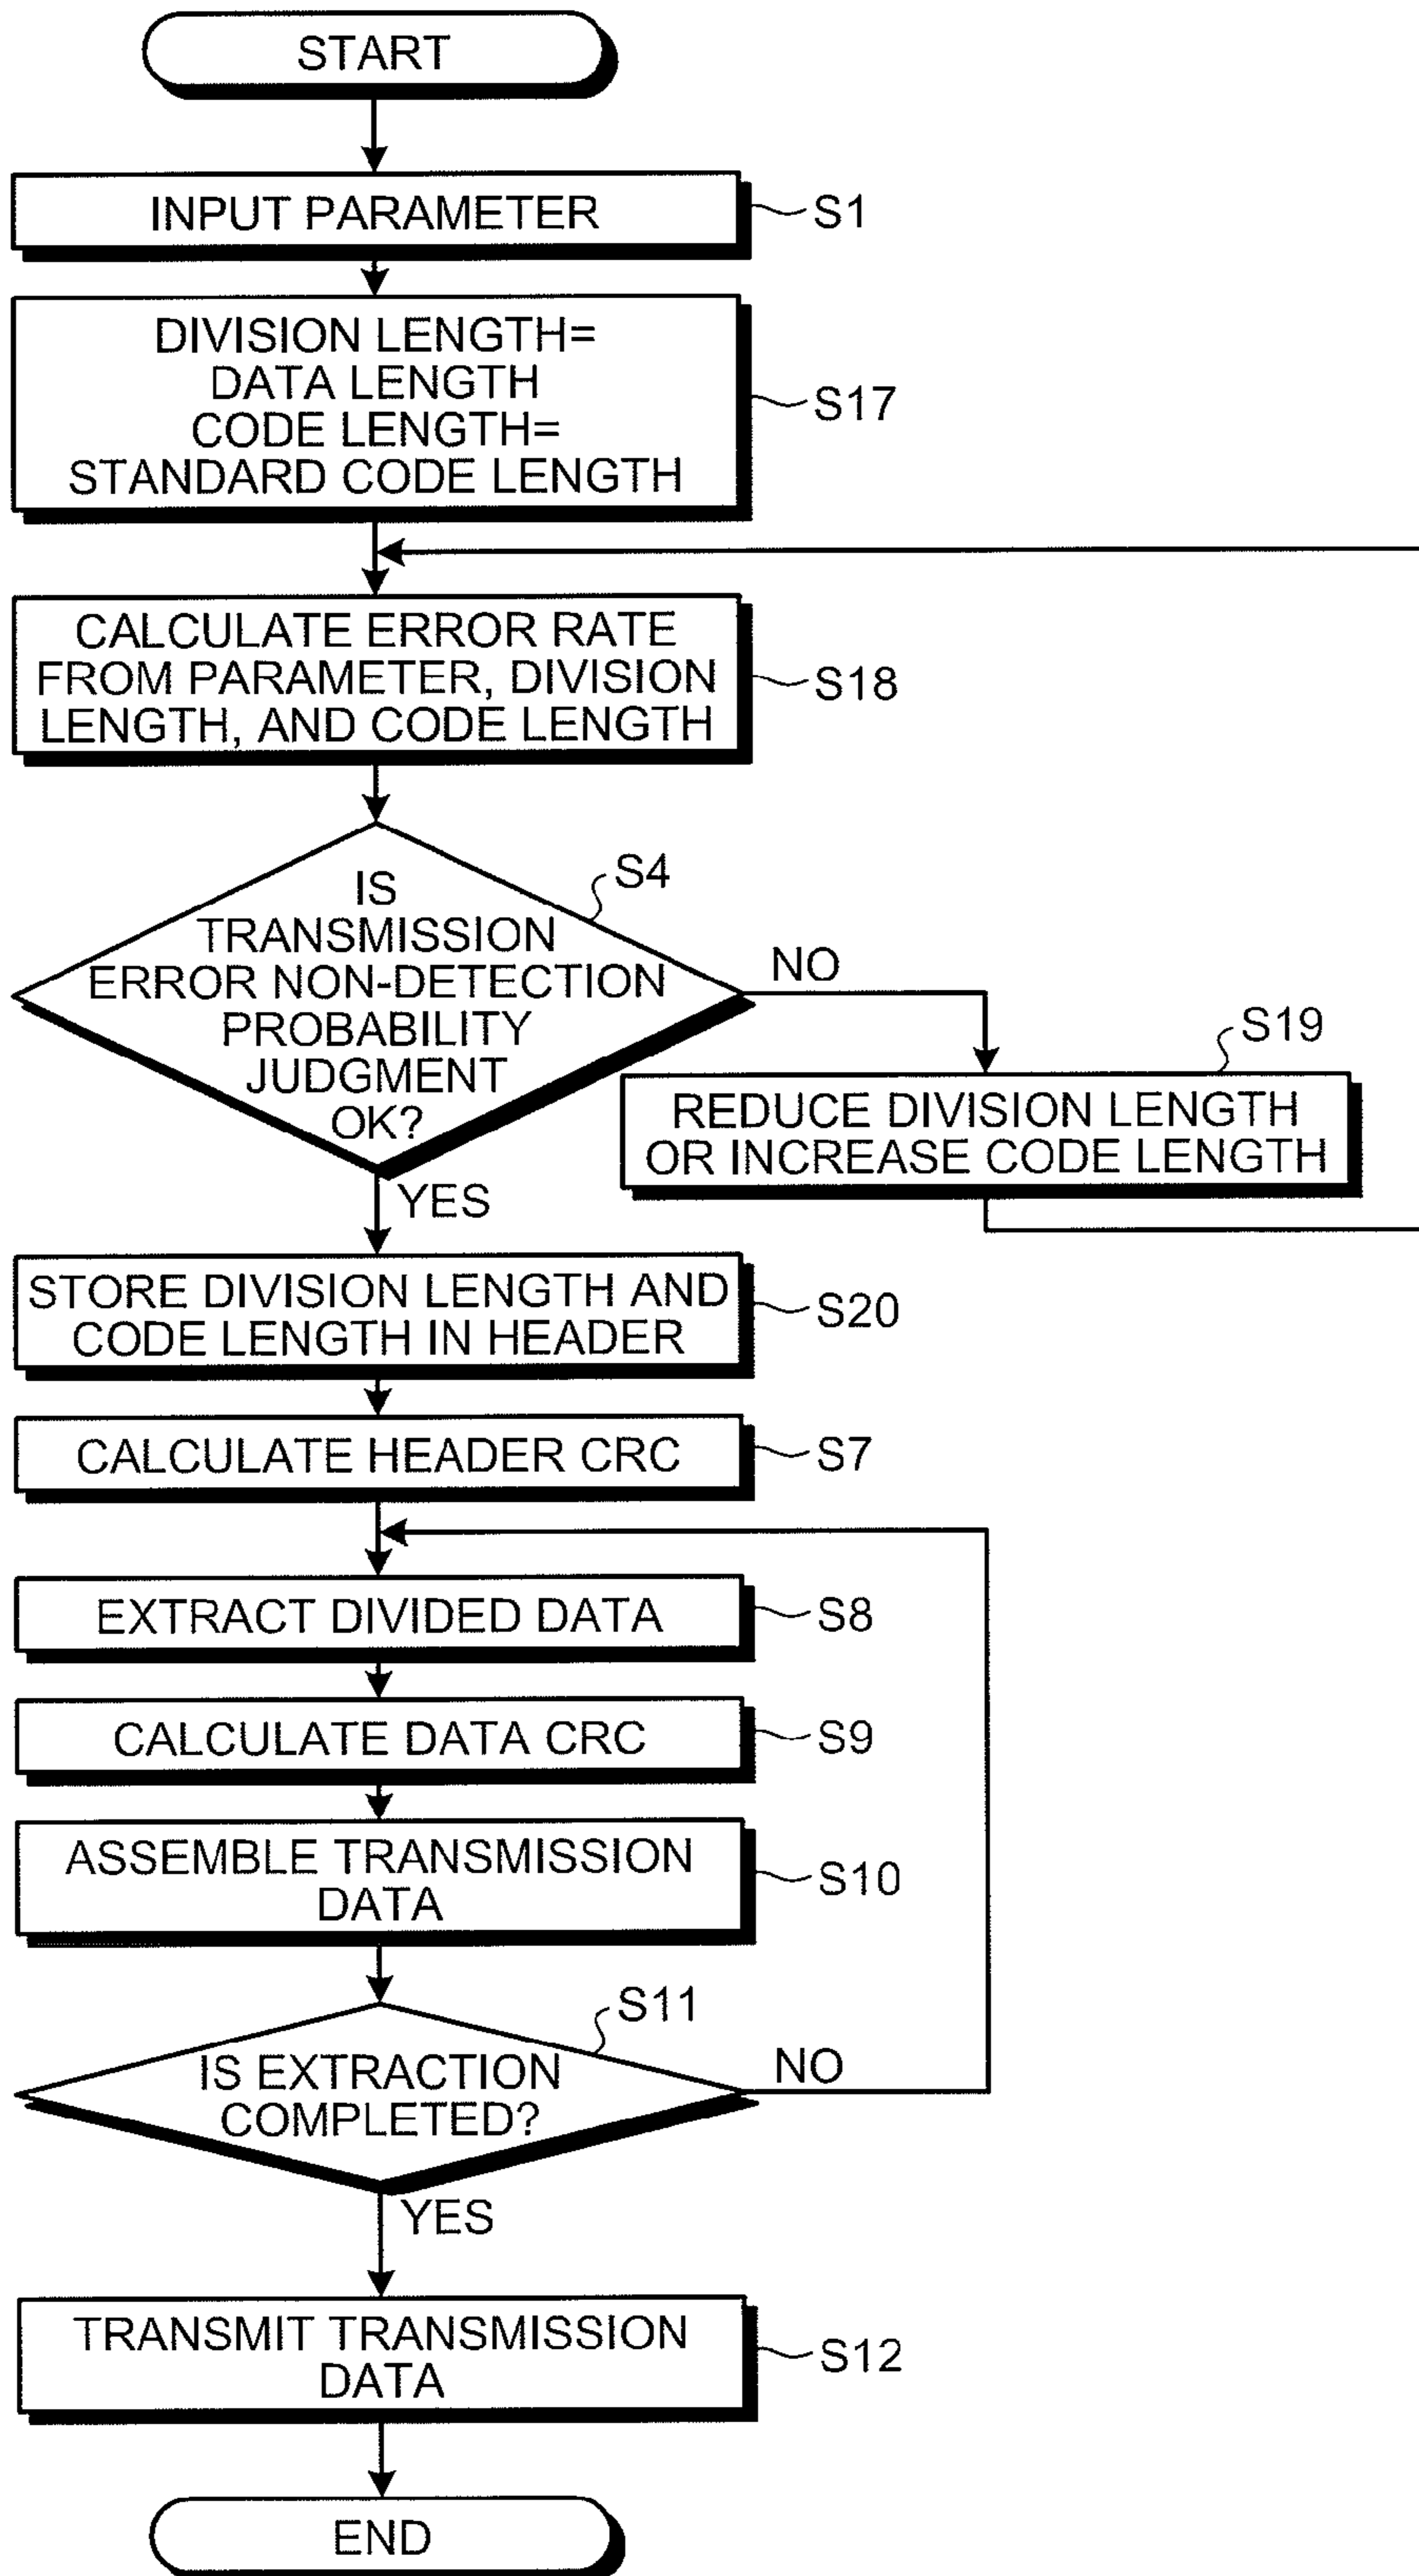 START
INPUT PARAMETER
S1
DIVISION LENGTH=
DATA LENGTH
CODE LENGTH=
STANDARD CODE LENGTH
S17
CALCULATE ERROR RATE
FROM PARAMETER, DIVISION
LENGTH, AND CODE LENGTH
S18
IS
TRANSMISSION
ERROR NON-DETECTION
PROBABILITY
JUDGMENT
OK?
S4
NO
S19
REDUCE DIVISION LENGTH
OR INCREASE CODE LENGTH
YES
STORE DIVISION LENGTH AND
CODE LENGTH IN HEADER
S20
CALCULATE HEADER CRC
S7
EXTRACT DIVIDED DATA
S8
CALCULATE DATA CRC
S9
ASSEMBLE TRANSMISSION
DATA
S10
IS EXTRACTION
COMPLETED?
S11
NO
YES
TRANSMIT TRANSMISSION
DATA
S12
END